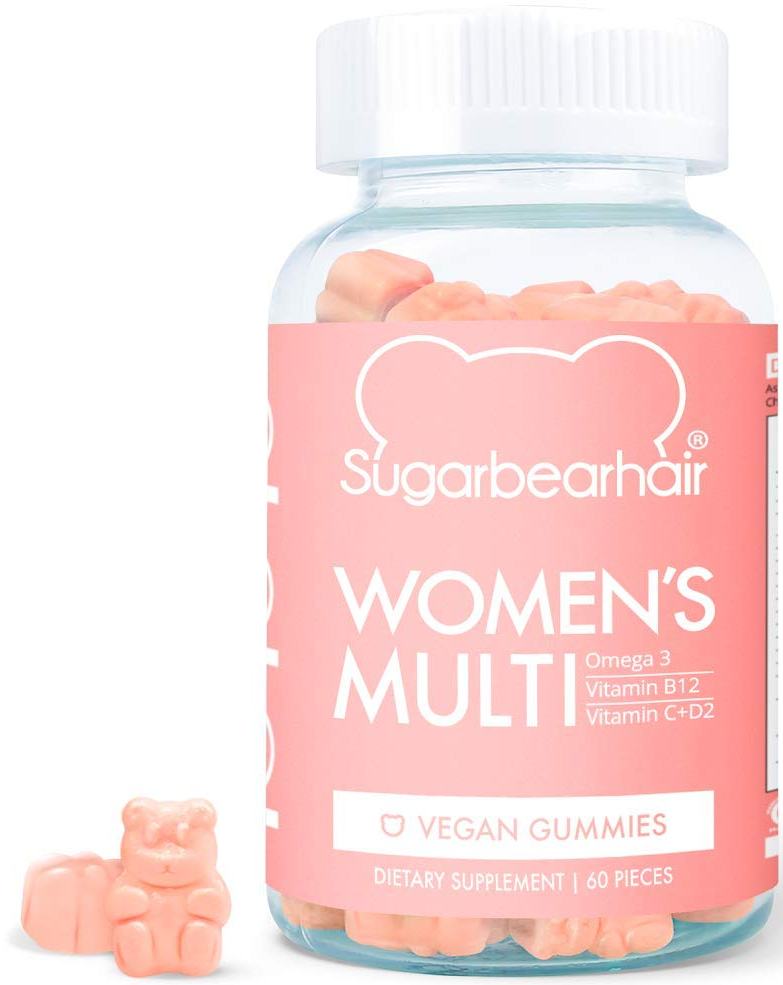 Sugarbearhair®
WOMEN'S
MULTI
Omega 3
Vitamin B12
Vitamin C+D2
VEGAN GUMMIES
DIETARY SUPPLEMENT | 60 PIECES